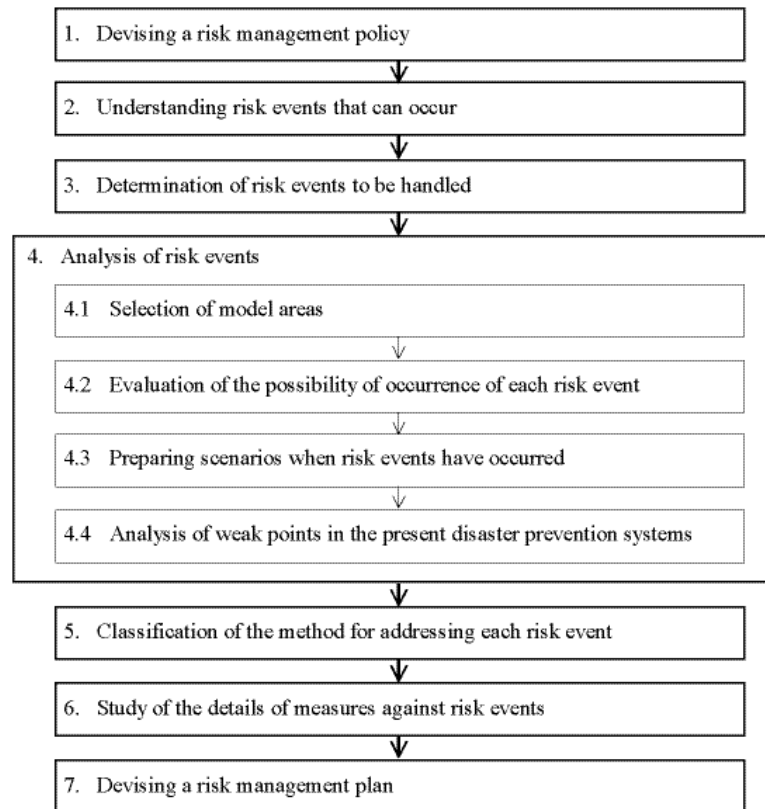 1. Devising a risk management policy
2. Understanding risk events that can occur
3. Determination of risk events to be handled
4. Analysis of risk events
4.1 Selection of model areas
4.2 Evaluation of the possibility of occurrence of each risk event
4.3 Preparing scenarios when risk events have occurred
4.4 Analysis of weak points in the present disaster prevention systems
5. Classification of the method for addressing each risk event
6. Study of the details of measures against risk events
7. Devising a risk management plan